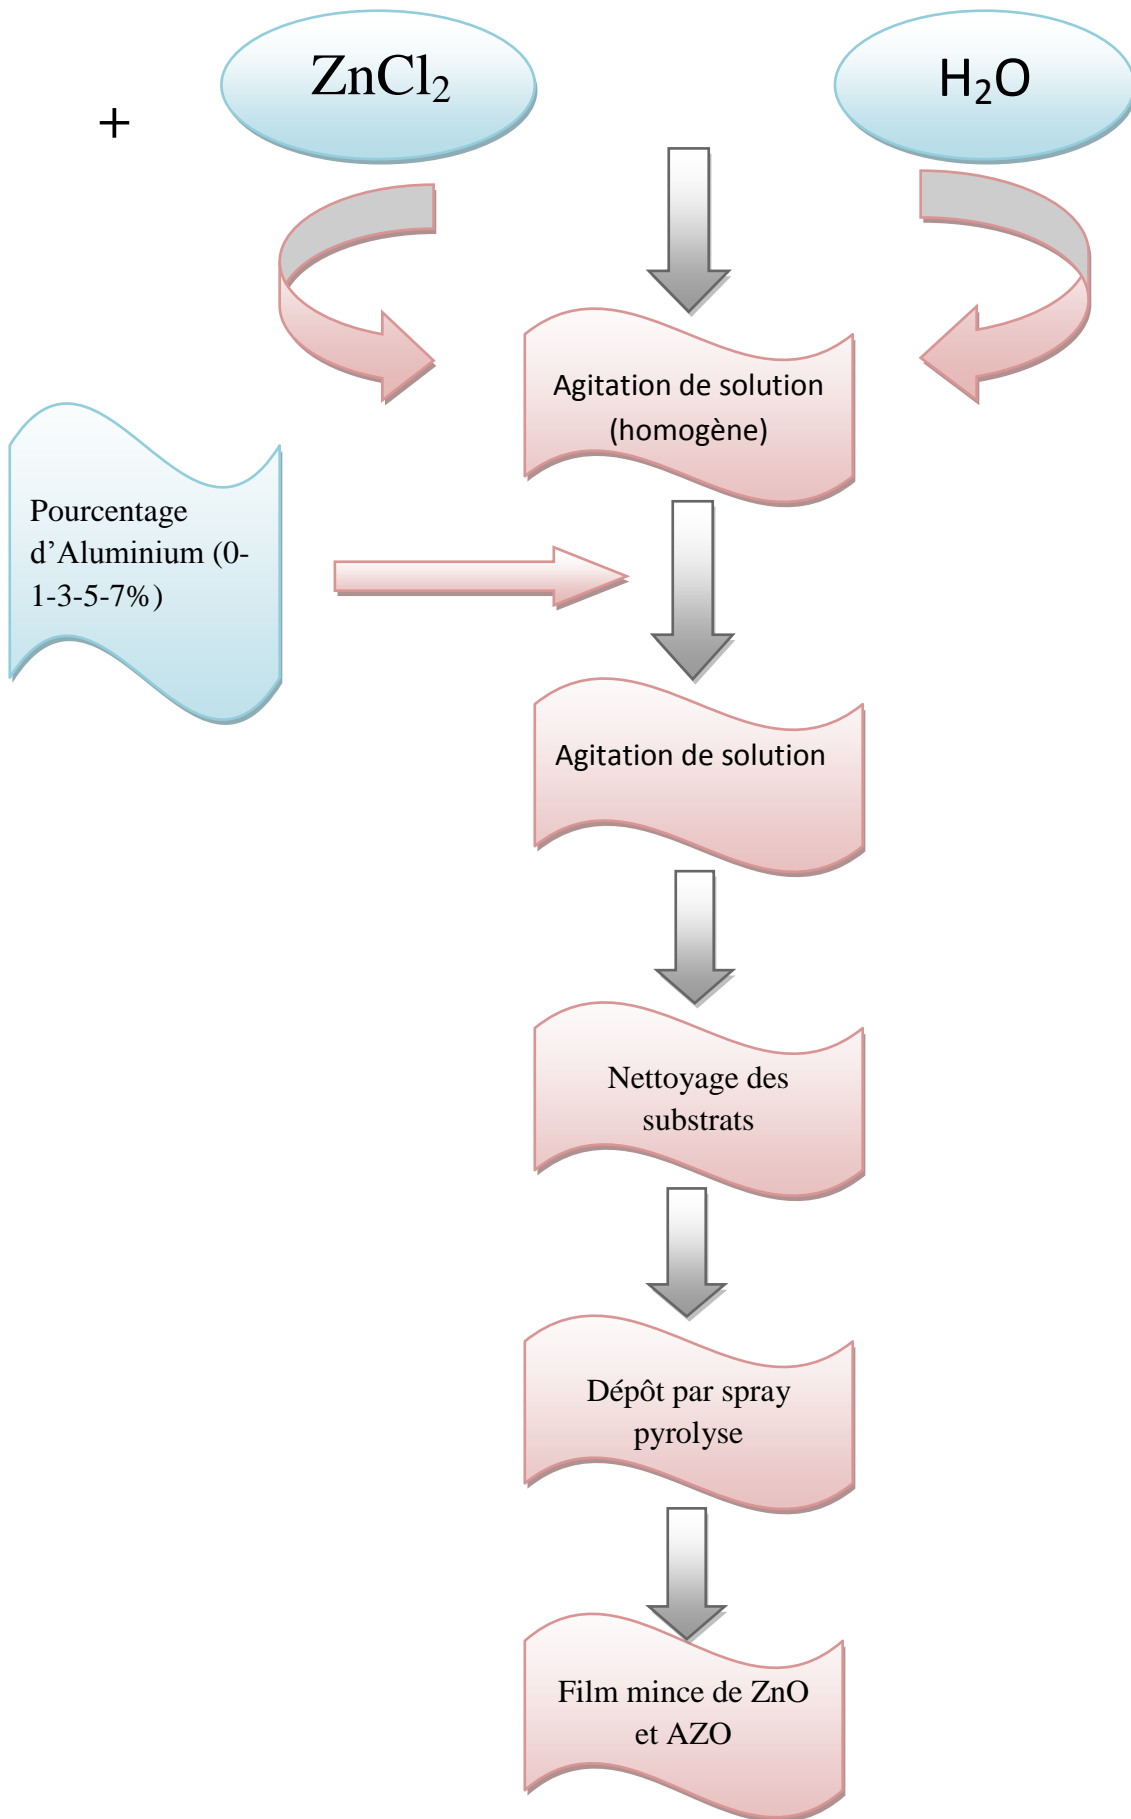 ZnCl₂
H₂O
+
Agitation de solution
(homogène)
Pourcentage
d’Aluminium (0-
1-3-5-7%)
Agitation de solution
Nettoyage des
substrats
Dépôt par spray
pyrolyse
Film mince de ZnO
et AZO